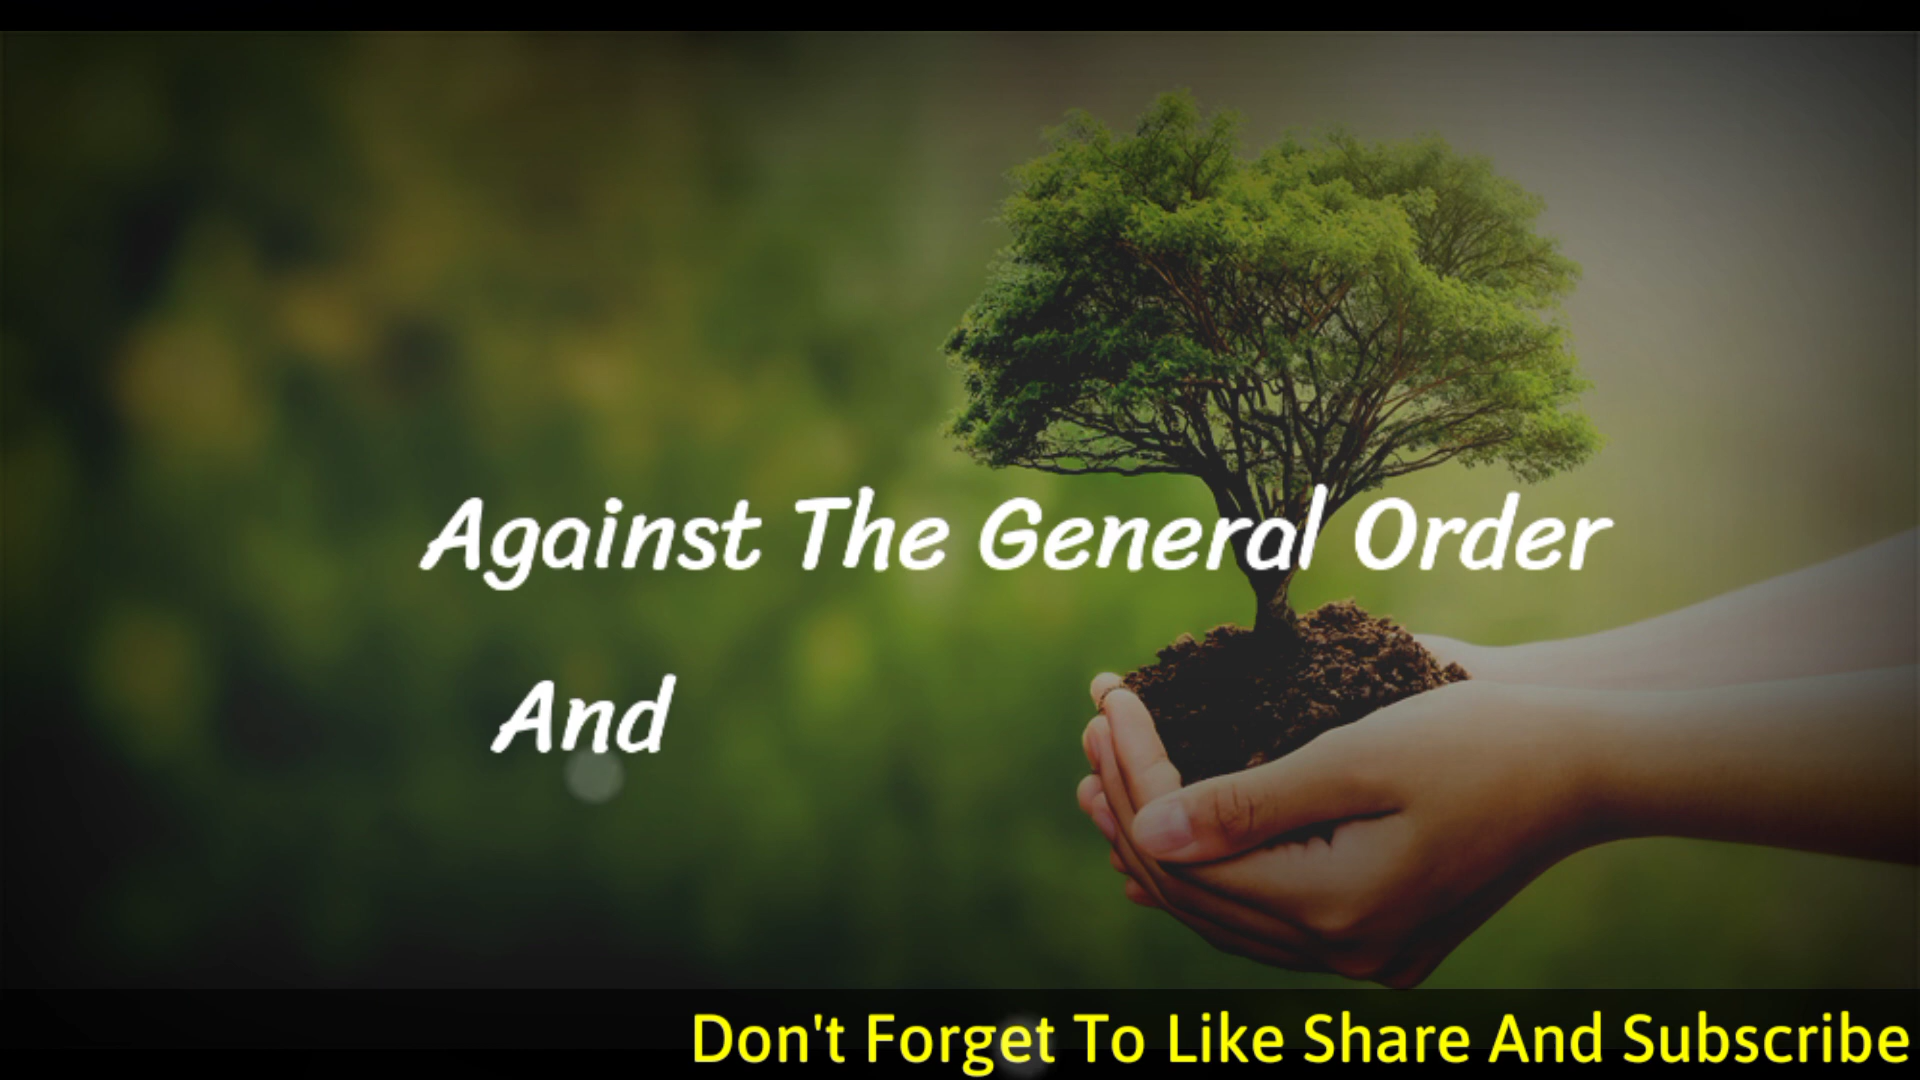 Against The General Order
And
Don't Forget To Like Share And Subscribe